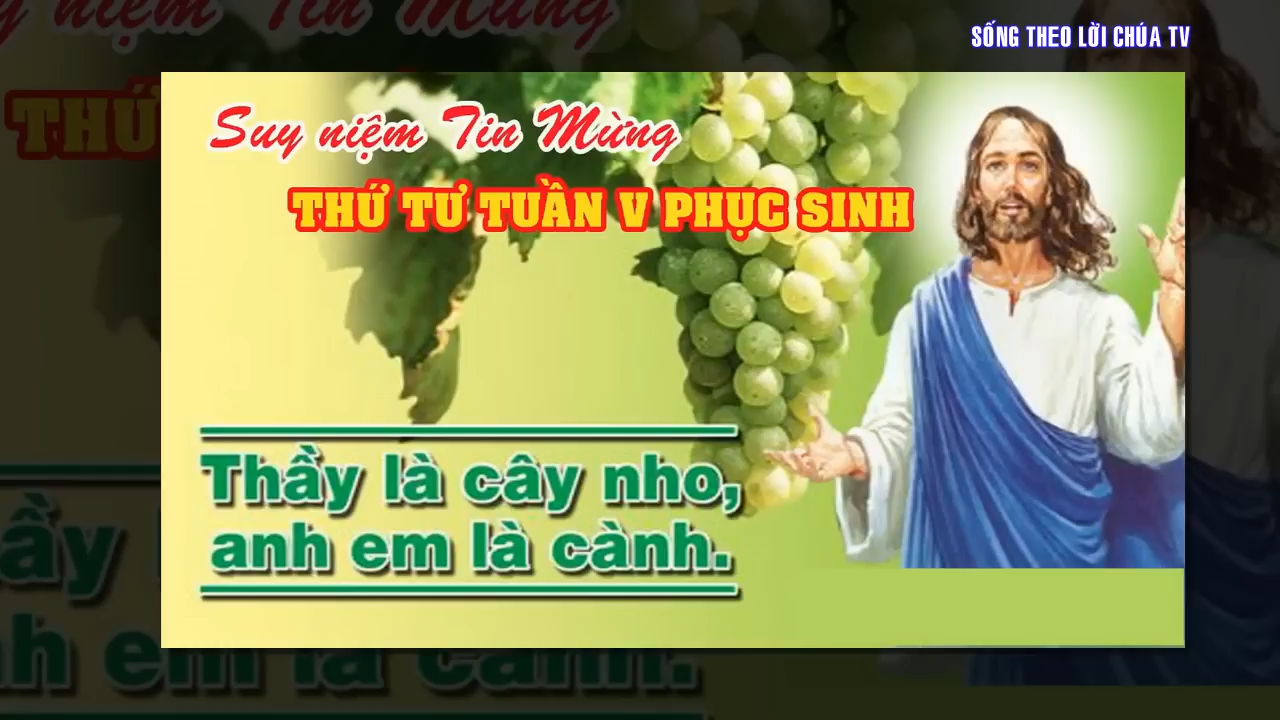 SỐNG THEO LỜI CHÚA TV
Suy niệm Tin Mừng
THỨ TƯ TUẦN V PHỤC SINH
Thầy là cây nho,
anh em là cành.